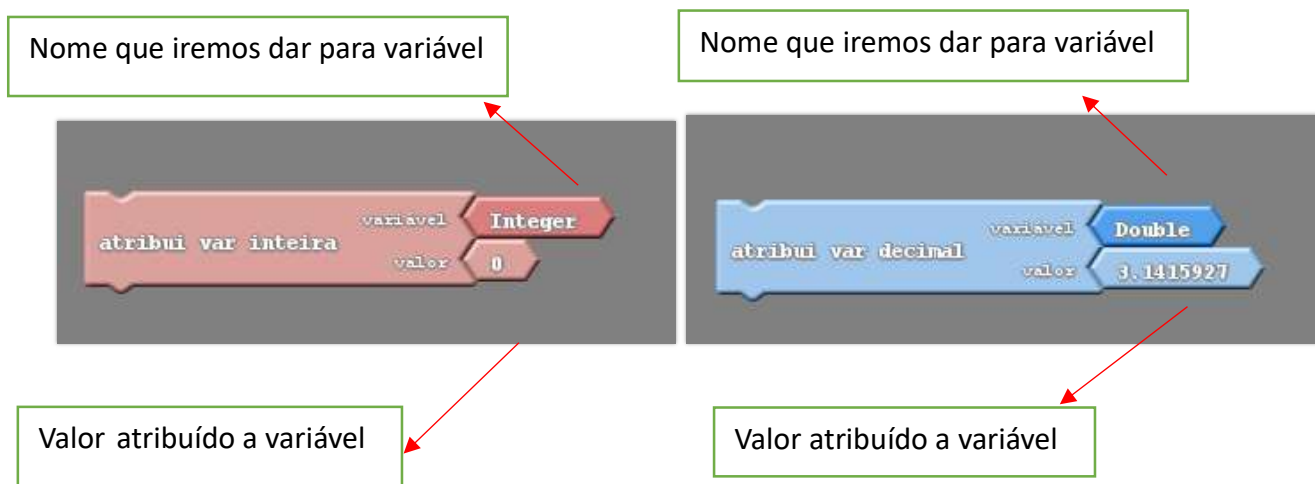 Nome que iremos dar para variável
Nome que iremos dar para variável
variável Integer
atribui var inteira
valor 0
variável Double
atribui var decimal
valor 3.1415927
Valor atribuído a variável
Valor atribuído a variável